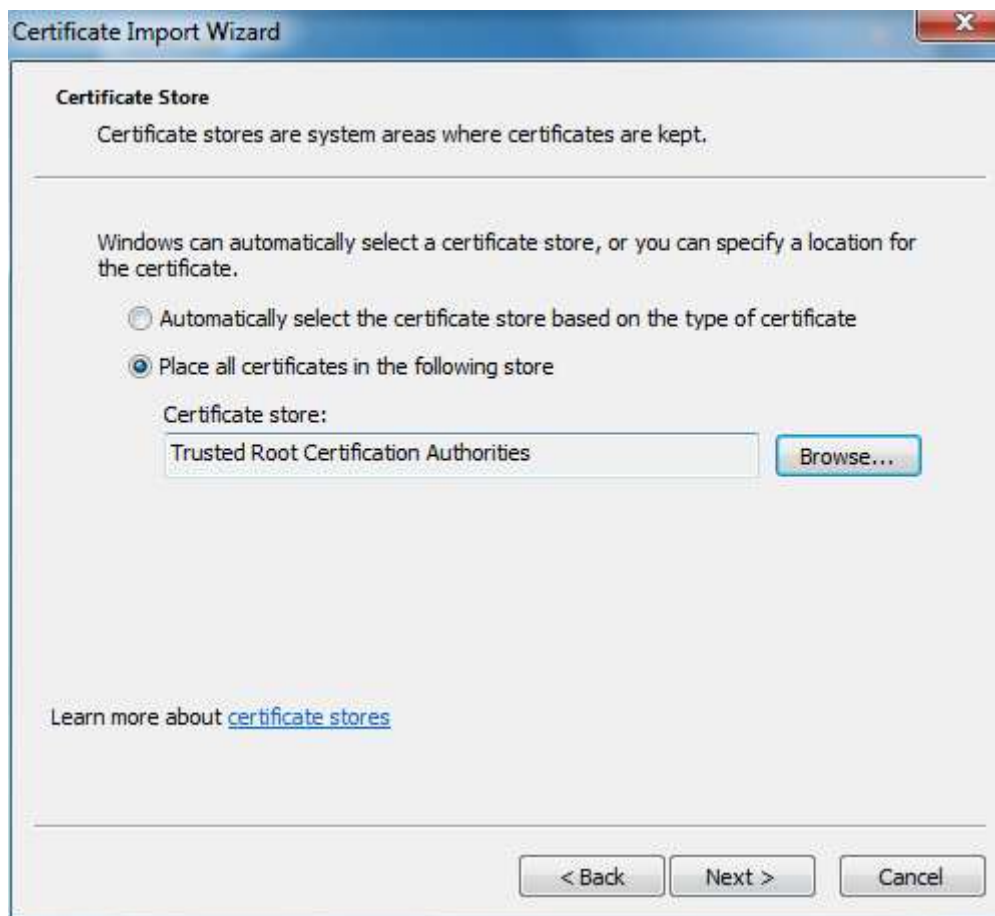 Certificate Import Wizard
Certificate Store
Certificate stores are system areas where certificates are kept.
Windows can automatically select a certificate store, or you can specify a location for
the certificate.
Automatically select the certificate store based on the type of certificate
Place all certificates in the following store
Certificate store:
Trusted Root Certification Authorities
Browse...
Learn more about certificate stores
< Back
Next >
Cancel